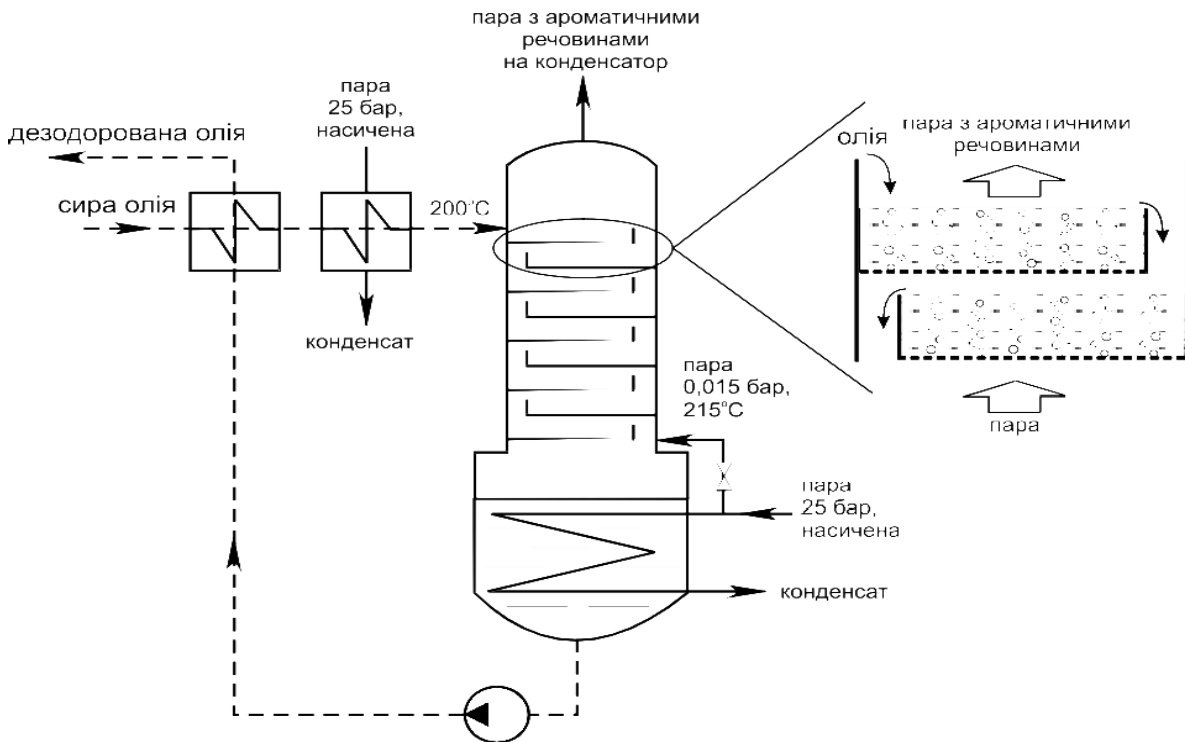 пара з ароматичними
речовинами
на конденсатор
пара
25 бар,
насичена
дезодорована олія
сира олія
200°C
конденсат
пара з ароматичними
речовинами
олія
пара
пара
0,015 бар,
215°C
пара
25 бар,
насичена
конденсат